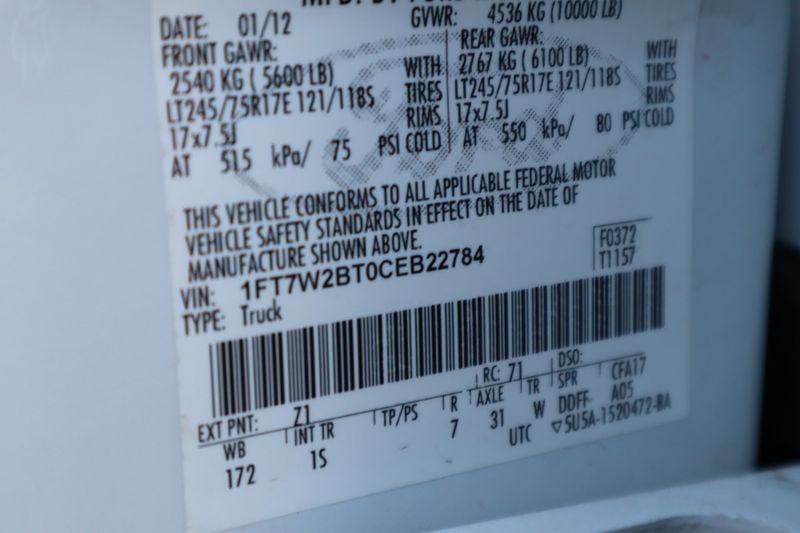 DATE: 01/12 GVWR: 4536 KG (10000 LB)
FRONT GAWR: REAR GAWR:
2540 KG ( 5600 LB) WITH 2767 KG ( 6100 LB) WITH
LT245/75R17E 121/118S TIRES LT245/75R17E 121/118S TIRES
17x7.5J RIMS 17x7.5J RIMS
AT 515 kPa/ 75 PSI COLD AT 550 kPa/ 80 PSI COLD
THIS VEHICLE CONFORMS TO ALL APPLICABLE FEDERAL MOTOR
VEHICLE SAFETY STANDARDS IN EFFECT ON THE DATE OF
MANUFACTURE SHOWN ABOVE.
F0372
VIN: 1FT7W2BT0CEB22784
T1157
TYPE: Truck
EXT PNT: Z1 RC: 71 DSO:
WB INT TR TP/PS R AXLE TR SPR CFA17
172 1S 7 31 W DDFF A05
UTC ▽5U5A-1520472-BA